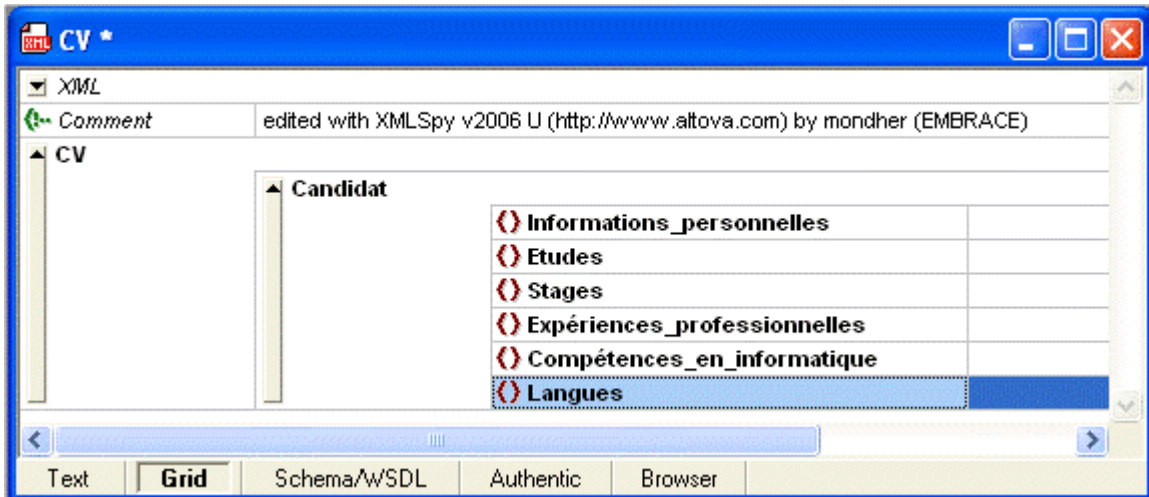 CV *
XML
Comment edited with XMLSpy v2006 U (http://www.altova.com) by mondher (EMBRACE)
CV
Candidat
Informations_personnelles
Etudes
Stages
Expériences_professionnelles
Compétences_en_informatique
Langues
Text Grid Schema/WSDL Authentic Browser